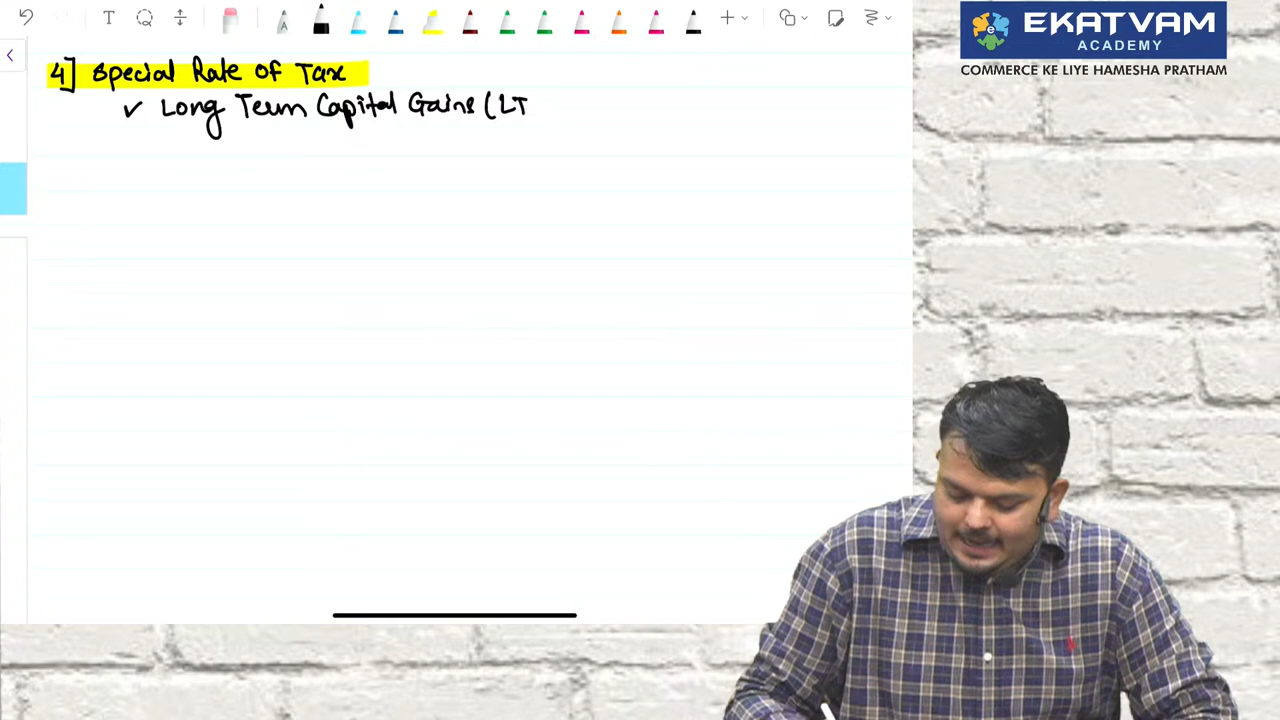 EKATVAM
ACADEMY
COMMERCE KE LIYE HAMESHA PRATHAM
4] Special Rate of Tax
✓ Long Term Capital Gains (LT